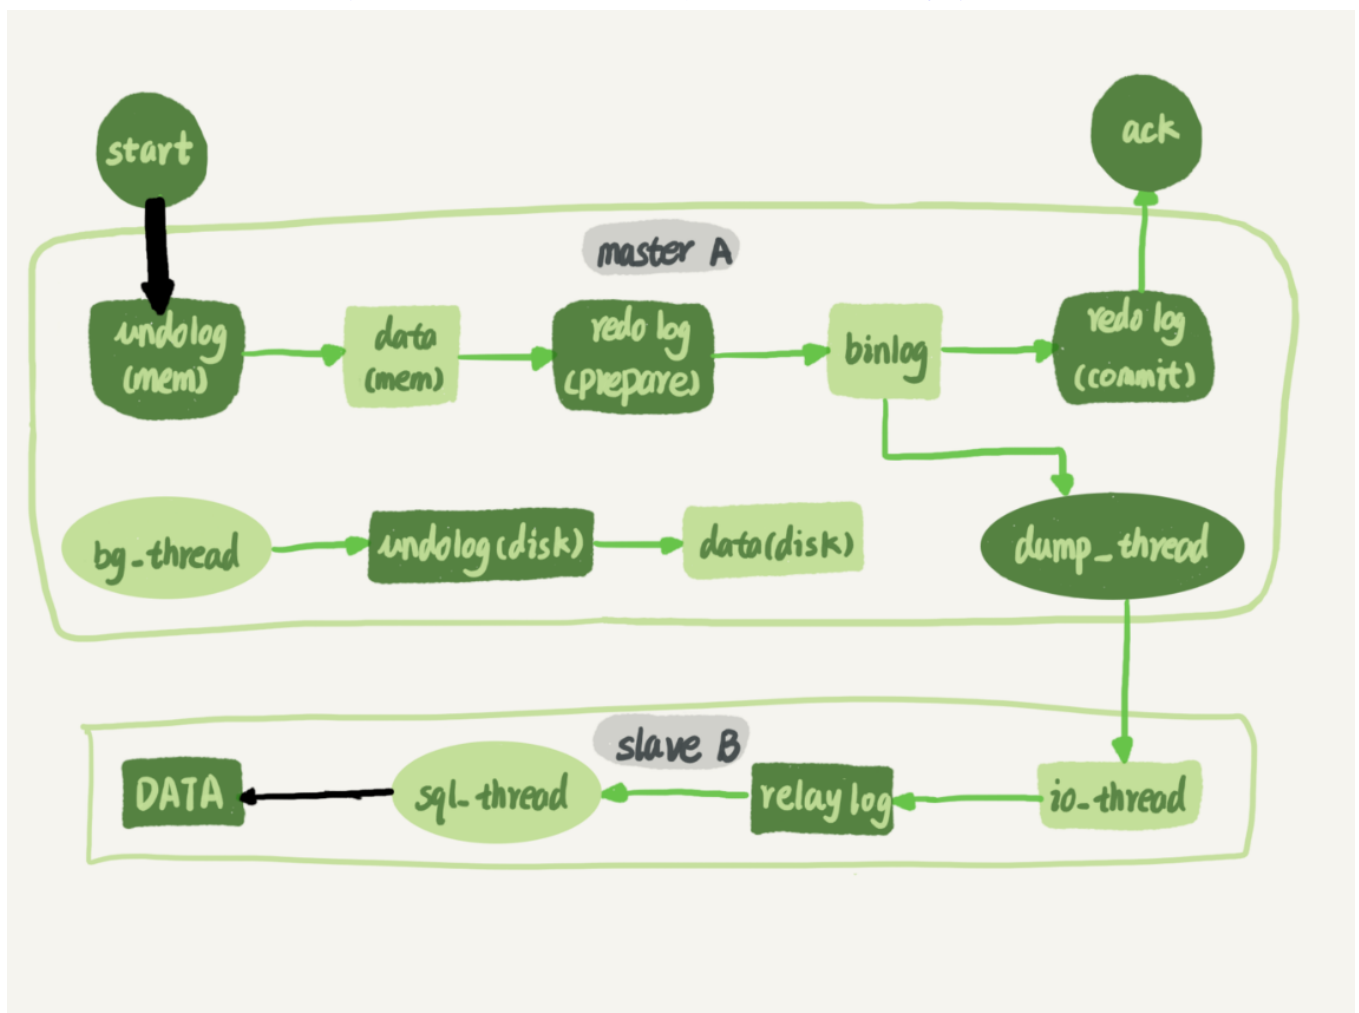 start
ack
master A
undolog
(mem)
data
(mem)
redo log
(prepare)
binlog
redo log
(commit)
bg_thread
undolog(disk)
data(disk)
dump_thread
slave B
DATA
sql_thread
relay log
io_thread